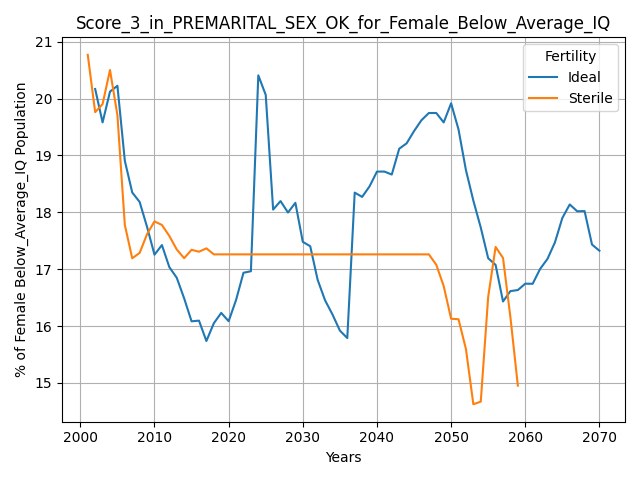 Score_3_in_PREMARITAL_SEX_OK_for_Female_Below_Average_IQ
% of Female Below_Average_IQ Population
21
20
19
18
17
16
15
Fertility
Ideal
Sterile
2000 2010 2020 2030 2040 2050 2060 2070
Years